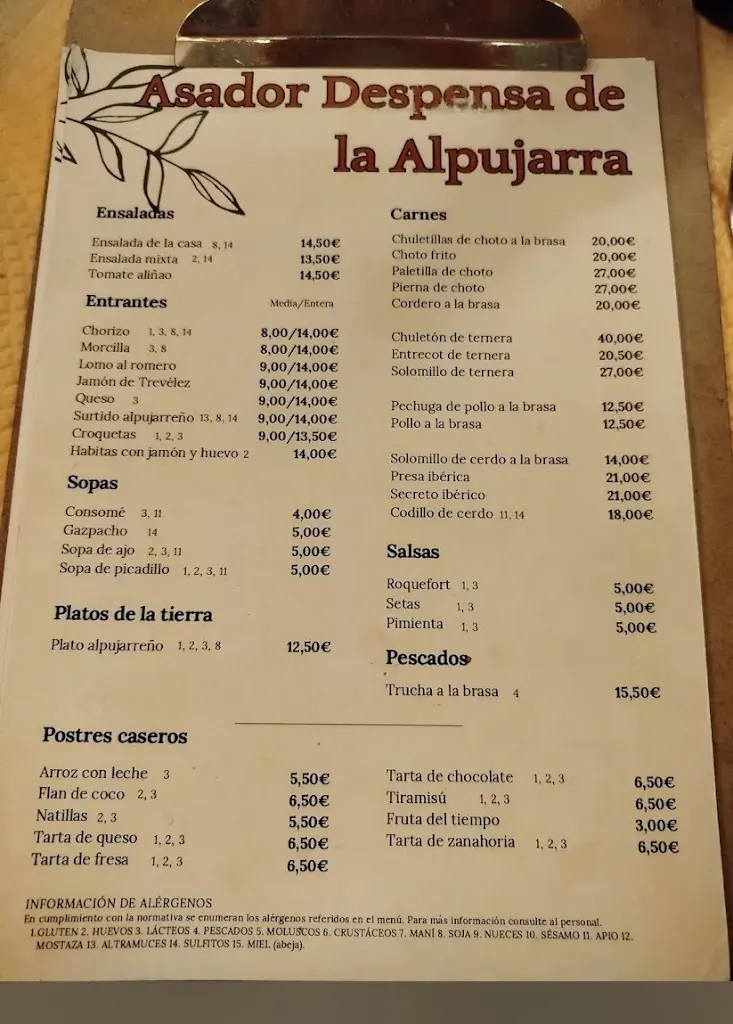 Asador Despensa de
la Alpujarra
Ensaladas
Ensalada de la casa 8, 14 14,50€
Ensalada mixta 2, 14 13,50€
Tomate aliñao 14,50€
Entrantes Media/Entera
Chorizo 1, 3, 8, 14 8,00/14,00€
Morcilla 3, 8 8,00/14,00€
Lomo al romero 9,00/14,00€
Jamón de Trevélez 9,00/14,00€
Queso 3 9,00/14,00€
Surtido alpujarreño 13, 8, 14 9,00/14,00€
Croquetas 1, 2, 3 9,00/13,50€
Habitas con jamón y huevo 2 14,00€
Sopas
Consomé 3, 11 4,00€
Gazpacho 14 5,00€
Sopa de ajo 2, 3, 11 5,00€
Sopa de picadillo 1, 2, 3, 11 5,00€
Platos de la tierra
Plato alpujarreño 1, 2, 3, 8 12,50€
Carnes
Chuletillas de choto a la brasa 20,00€
Choto frito 20,00€
Paletilla de choto 27,00€
Pierna de choto 27,00€
Cordero a la brasa 20,00€
Chuletón de ternera 40,00€
Entrecot de ternera 20,50€
Solomillo de ternera 27,00€
Pechuga de pollo a la brasa 12,50€
Pollo a la brasa 12,50€
Solomillo de cerdo a la brasa 14,00€
Presa ibérica 21,00€
Secreto ibérico 21,00€
Codillo de cerdo 11, 14 18,00€
Salsas
Roquefort 1, 3 5,00€
Setas 1, 3 5,00€
Pimienta 1, 3 5,00€
Pescados
Trucha a la brasa 4 15,50€
Postres caseros
Arroz con leche 3 5,50€
Flan de coco 2, 3 6,50€
Natillas 2, 3 5,50€
Tarta de queso 1, 2, 3 6,50€
Tarta de fresa 1, 2, 3 6,50€
Tarta de chocolate 1, 2, 3 6,50€
Tiramisú 1, 2, 3 6,50€
Fruta del tiempo 3,00€
Tarta de zanahoria 1, 2, 3 6,50€
INFORMACIÓN DE ALÉRGENOS
En cumplimiento con la normativa se enumeran los alérgenos referidos en el menú. Para más información consulte al personal.
1.GLUTEN 2. HUEVOS 3. LÁCTEOS 4. PESCADOS 5. MOLUSCOS 6. CRUSTÁCEOS 7. MANÍ 8. SOJA 9. NUECES 10. SÉSAMO 11. APIO 12.
MOSTAZA 13. ALTRAMUCES 14. SULFITOS 15. MIEL (abeja).